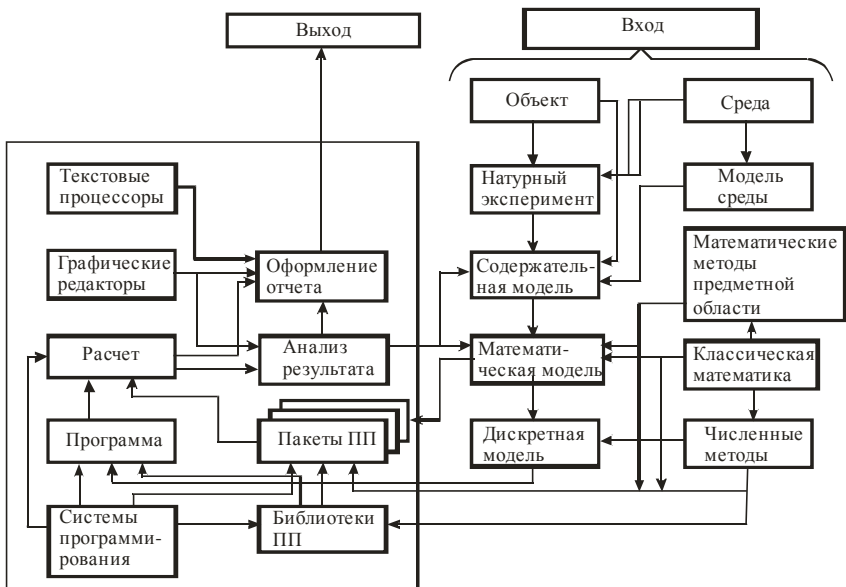 Выход
Вход
Объект
Среда
Текстовые
процессоры
Натурный
эксперимент
Модель
среды
Графические
редакторы
Оформление
отчета
Содержатель-
ная модель
Математические
методы
предметной
области
Расчет
Анализ
результата
Математи-
ческая модель
Классическая
математика
Программа
Пакеты ПП
Дискретная
модель
Численные
методы
Системы
программи-
рования
Библиотеки
ПП